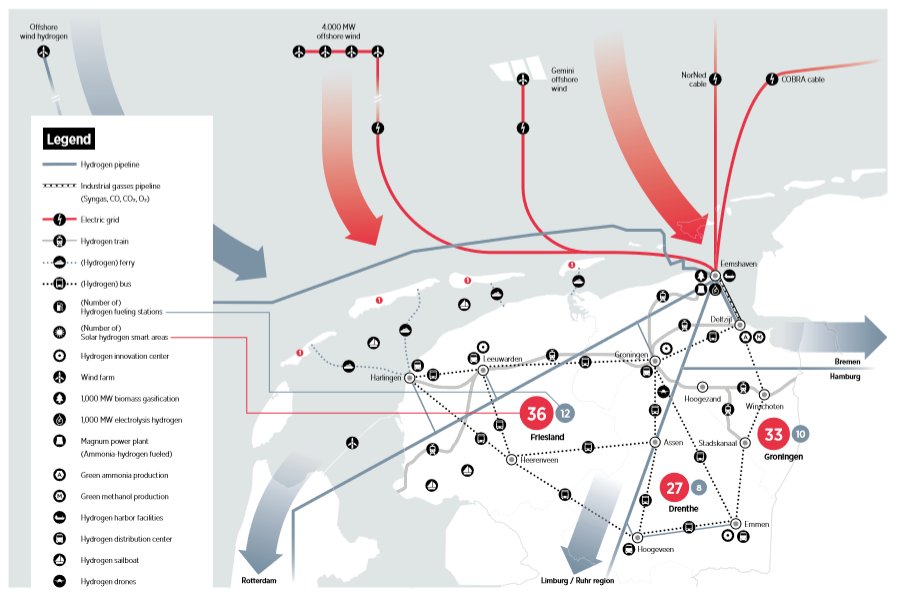 Offshore
wind hydrogen
4.000 MW
offshore wind
Gemini
offshore
wind
NorNed
cable
COBRA cable
Legend
Hydrogen pipeline
Industrial gasses pipeline
(Syngas, CO, CO₂, O₂)
Electric grid
Hydrogen train
(Hydrogen) ferry
(Hydrogen) bus
(Number of)
Hydrogen fueling stations
(Number of)
Solar hydrogen smart areas
Hydrogen innovation center
Wind farm
1,000 MW biomass gasification
1,000 MW electrolysis hydrogen
Magnum power plant
(Ammonia-hydrogen fueled)
A
Green ammonia production
M
Green methanol production
Hydrogen harbor facilities
Hydrogen distribution center
Hydrogen sailboat
Hydrogen drones
1
1
1
1
Eemshaven
Delfzijl
A M
Bremen
Hamburg
Groningen
Leeuwarden
Harlingen
Hoogezand
Winschoten
36
12
Friesland
33
10
Groningen
Assen
Stadskanaal
Heerenveen
27
8
Drenthe
Emmen
Hoogeveen
Rotterdam
Limburg / Ruhr region